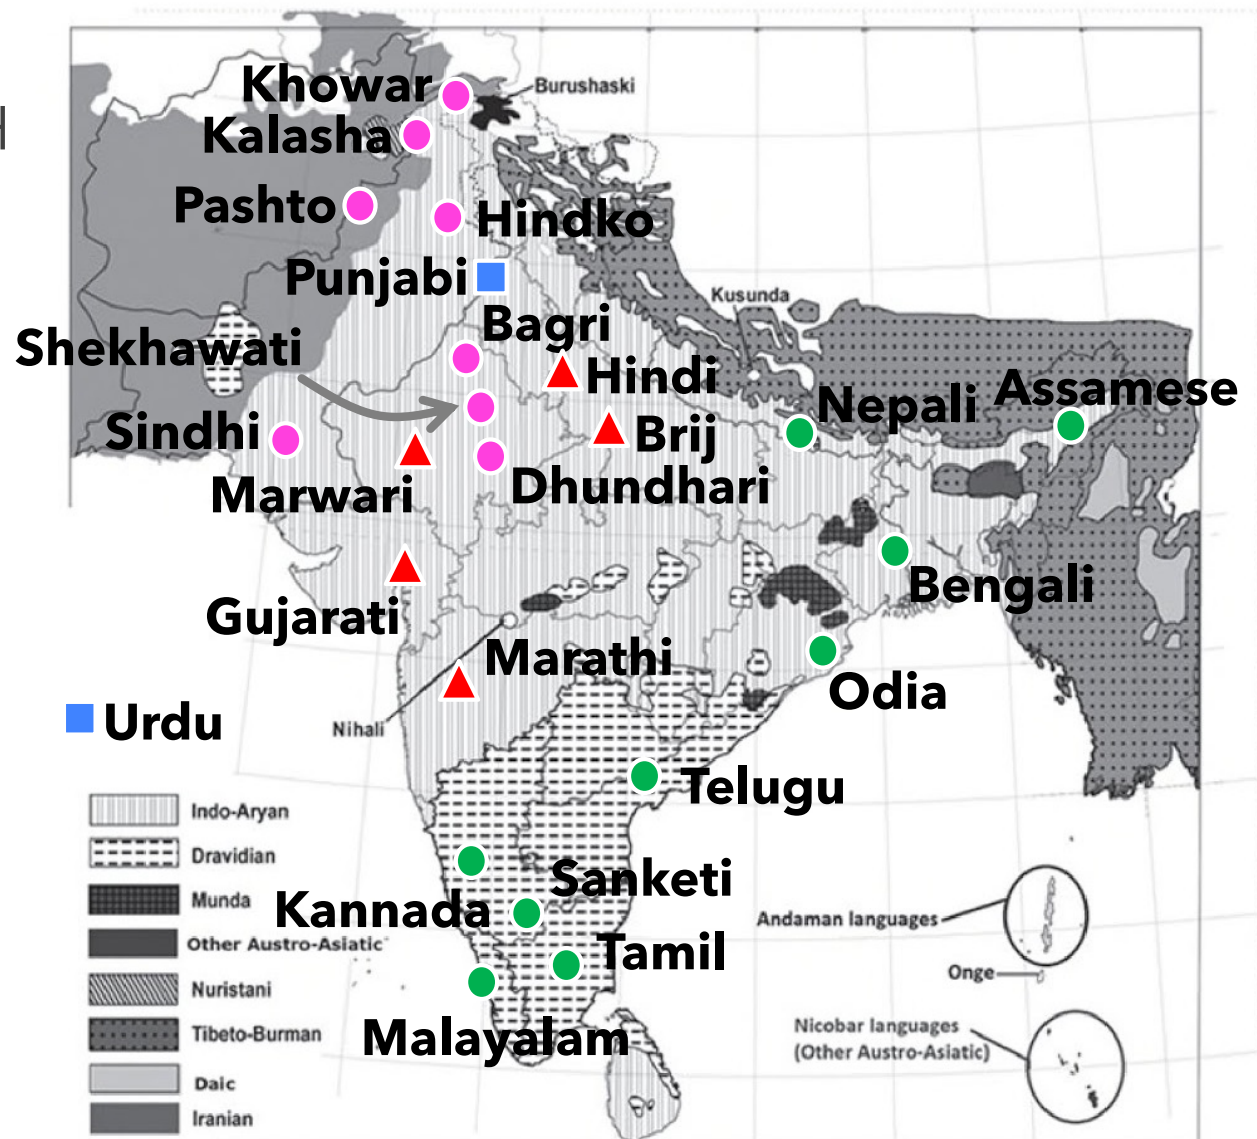 Khowar
Burushaski
Kalasha
Pashto
Hindko
Punjabi
Kusunda
Bagri
Shekhawati
Hindi
Assamese
Nepali
Sindhi
Brij
Marwari
Dhundhari
Bengali
Gujarati
Marathi
Odia
Urdu
Nihali
Telugu
Indo-Aryan
Dravidian
Munda
Other Austro-Asiatic
Nuristani
Tibeto-Burman
Daic
Iranian
Sanketi
Kannada
Tamil
Malayalam
Andaman languages
Onge
Nicobar languages
(Other Austro-Asiatic)